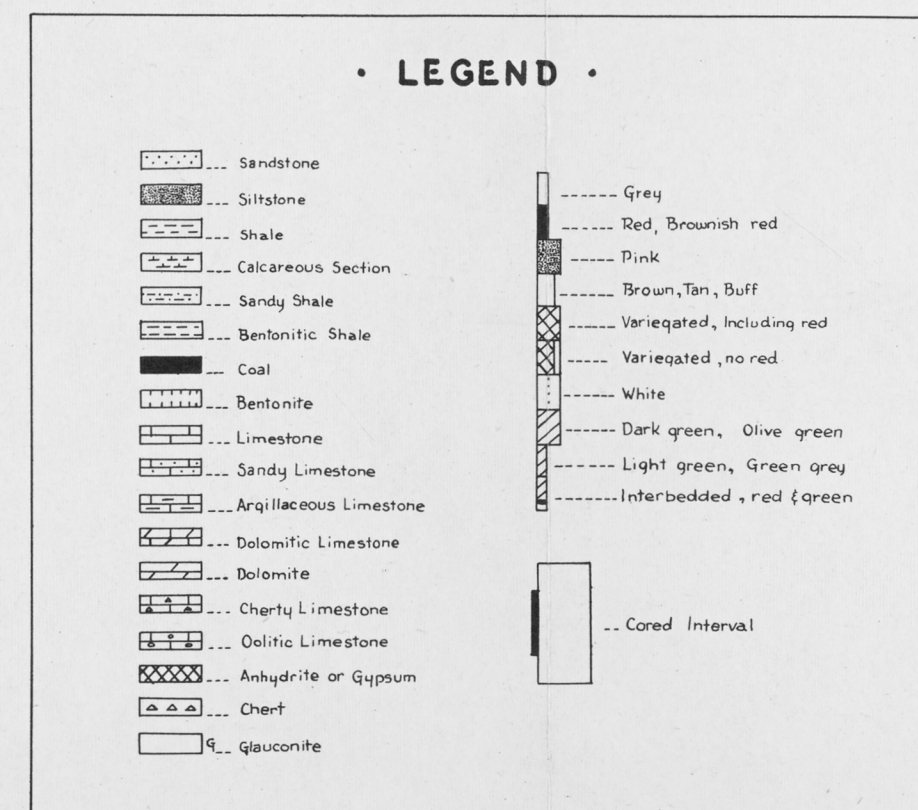 • LEGEND •
Sandstone
Siltstone
Shale
Calcareous Section
Sandy Shale
Bentonitic Shale
Coal
Bentonite
Limestone
Sandy Limestone
Argillaceous Limestone
Dolomitic Limestone
Dolomite
Cherty Limestone
Oolitic Limestone
Anhydrite or Gypsum
Chert
G Glauconite
Grey
Red, Brownish red
Pink
Brown, Tan, Buff
Variegated, Including red
Variegated, no red
White
Dark green, Olive green
Light green, Green grey
Interbedded, red & green
Cored Interval